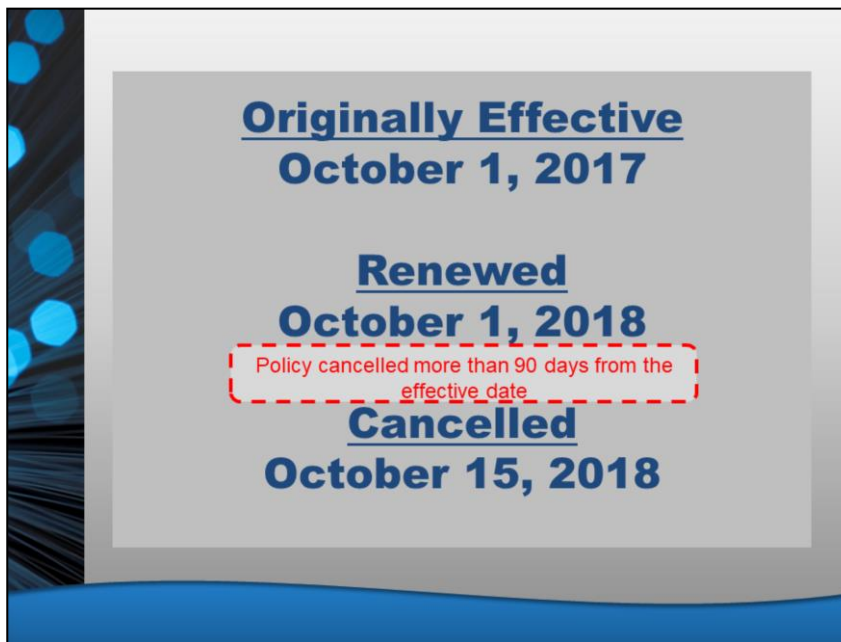 Originally Effective
October 1, 2017
Renewed
October 1, 2018
Policy cancelled more than 90 days from the
effective date
Cancelled
October 15, 2018